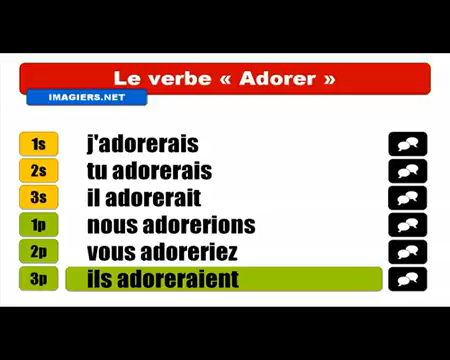 Le verbe « Adorer »
IMAGIERS.NET
1s j'adorerais
2s tu adorerais
3s il adorerait
1p nous adorerions
2p vous adoreriez
3p ils adoreraient